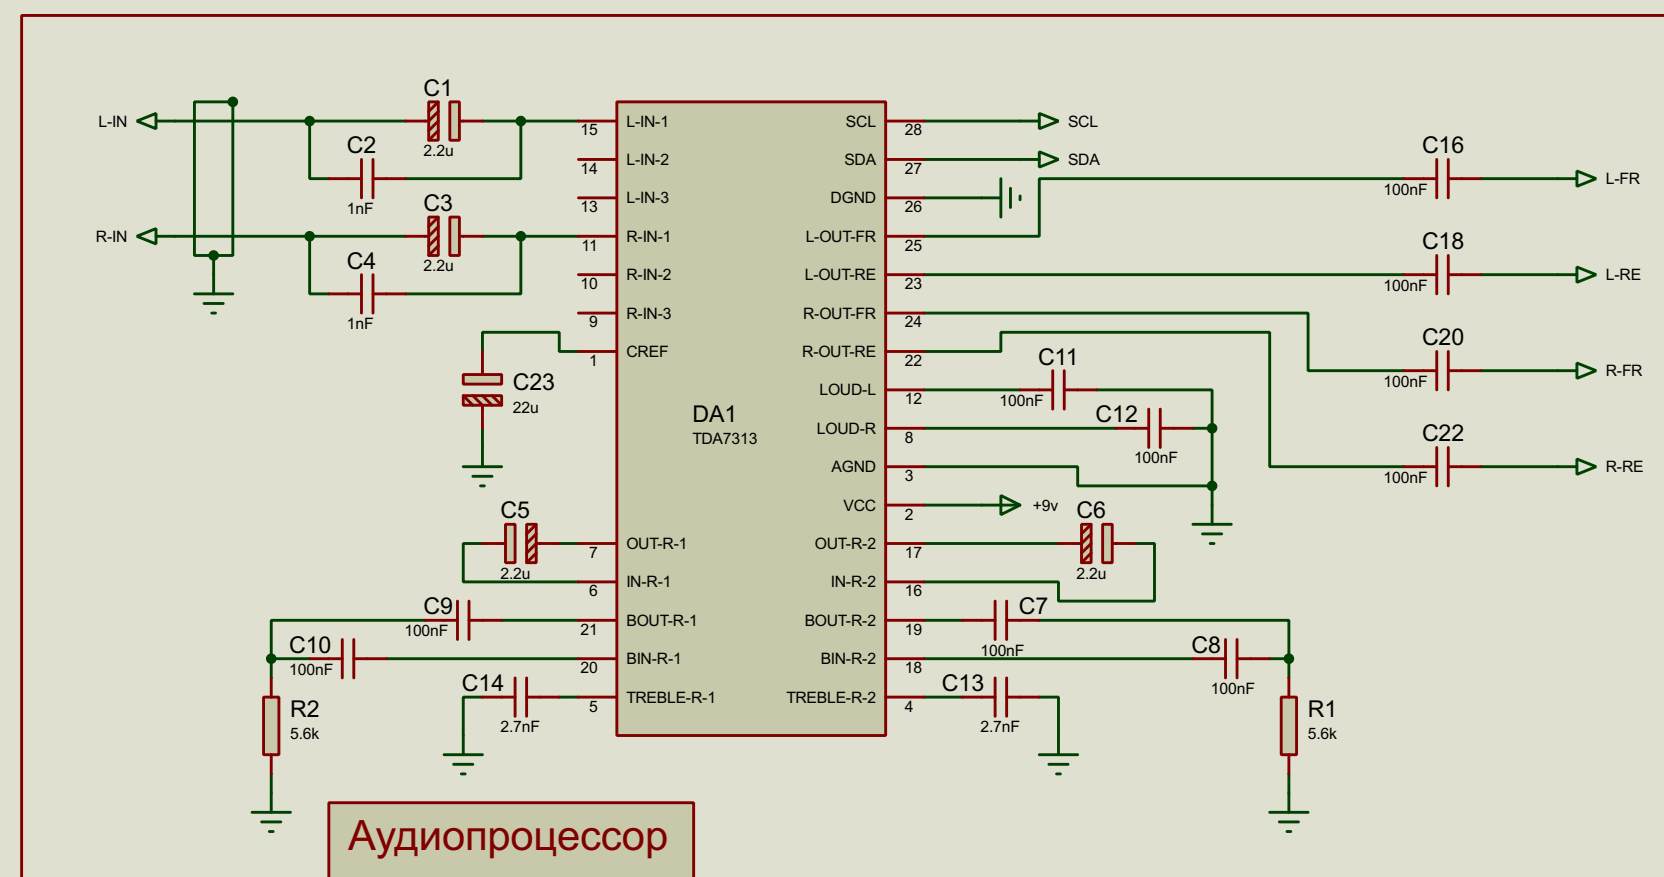 L-IN
R-IN
C1
2.2u
C2
1nF
C3
2.2u
C4
1nF
C23
22u
C5
2.2u
C9
100nF
C10
100nF
C14
2.7nF
R2
5.6k
15 L-IN-1
14 L-IN-2
13 L-IN-3
11 R-IN-1
10 R-IN-2
9 R-IN-3
1 CREF
7 OUT-R-1
6 IN-R-1
21 BOUT-R-1
20 BIN-R-1
5 TREBLE-R-1
DA1
TDA7313
SCL 28
SDA 27
DGND 26
L-OUT-FR 25
L-OUT-RE 23
R-OUT-FR 24
R-OUT-RE 22
LOUD-L 12
LOUD-R 8
AGND 3
VCC 2
OUT-R-2 17
IN-R-2 16
BOUT-R-2 19
BIN-R-2 18
TREBLE-R-2 4
SCL
SDA
C11
100nF
C12
100nF
+9v
C6
2.2u
C7
100nF
C8
100nF
C13
2.7nF
R1
5.6k
C16
100nF
L-FR
C18
100nF
L-RE
C20
100nF
R-FR
C22
100nF
R-RE
Аудиопроцессор